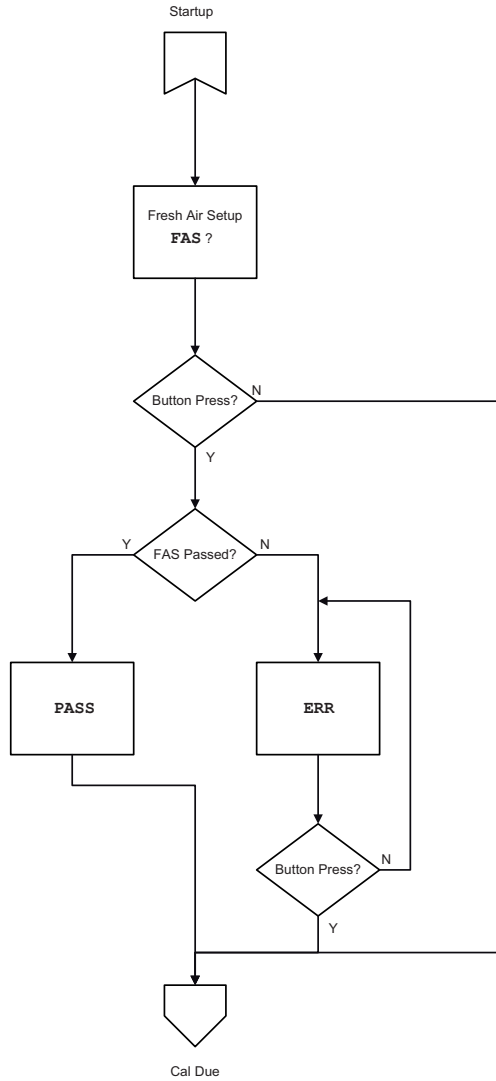 Startup
Fresh Air Setup
FAS ?
Button Press?
N
Y
Y
FAS Passed?
N
PASS
ERR
Button Press?
N
Y
Cal Due